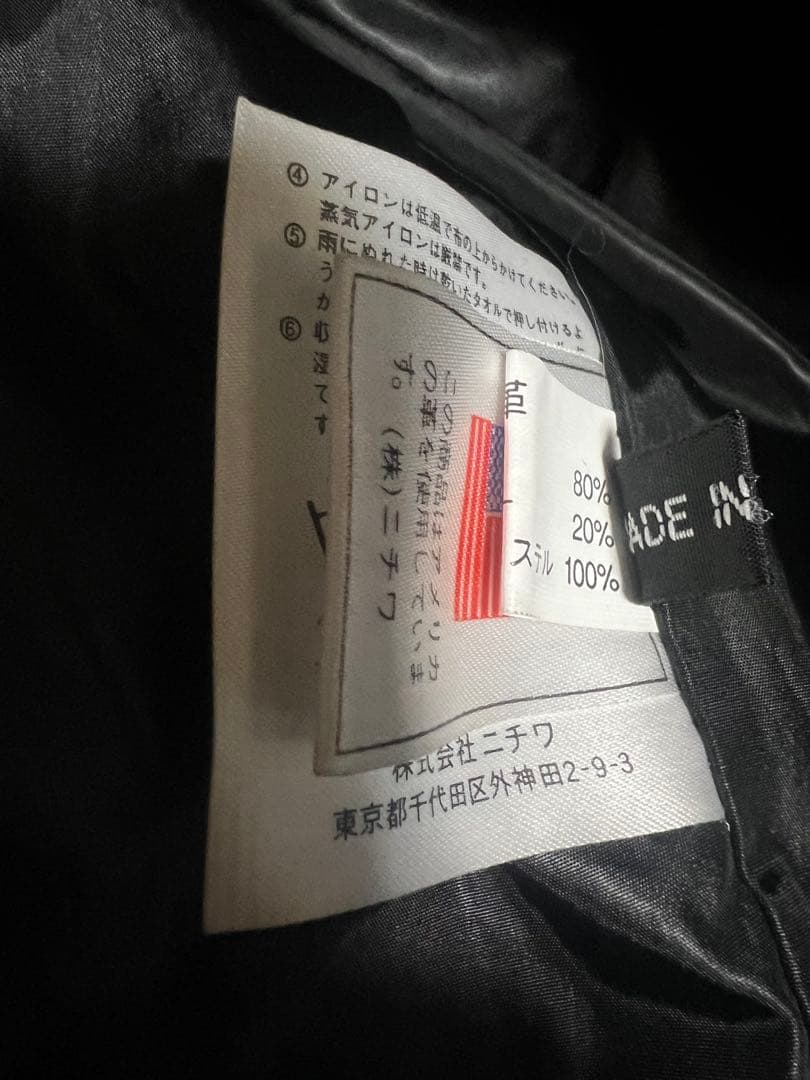 ④ アイロンは低温で布の上からかけてください。
蒸気アイロンは厳禁です。
⑤ 雨にぬれた時は乾いたタオルで押し付けるよ
う
か
⑥ 収
て
す
この商品はアメリカ
の革を使用していま
す。(株)ニチワ
革
80%
20%
ステル 100%
ADE IN
株式会社ニチワ
東京都千代田区外神田2-9-3